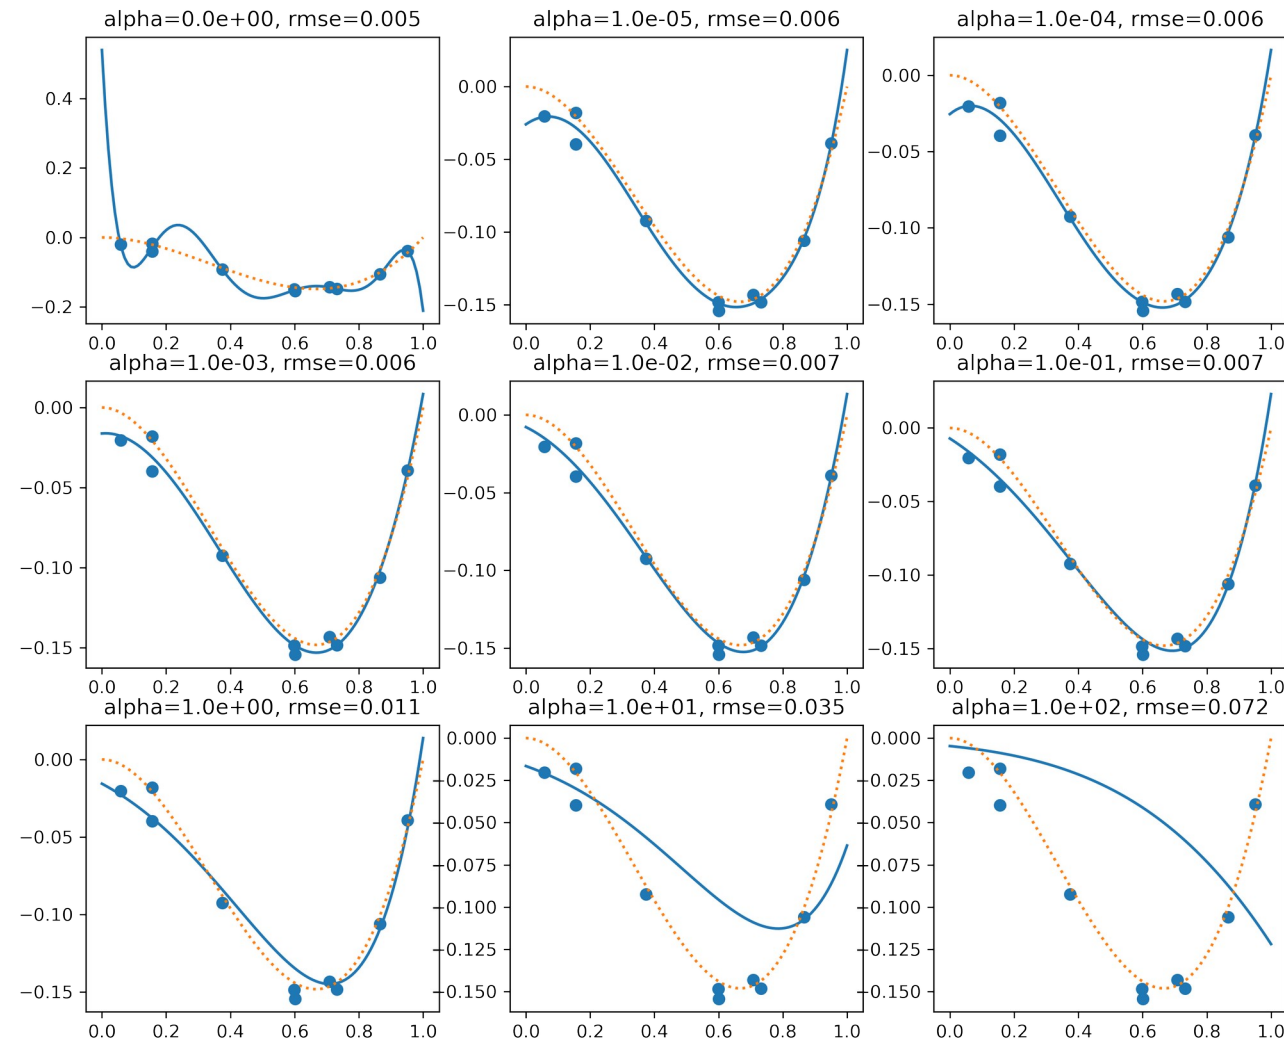 alpha=0.0e+00, rmse=0.005
alpha=1.0e-05, rmse=0.006
alpha=1.0e-04, rmse=0.006
0.4
0.2
0.0
−0.2
0.00
−0.05
−0.10
−0.15
0.00
−0.05
−0.10
−0.15
0.0 0.2 0.4 0.6 0.8 1.0
0.0 0.2 0.4 0.6 0.8 1.0
0.0 0.2 0.4 0.6 0.8 1.0
alpha=1.0e-03, rmse=0.006
alpha=1.0e-02, rmse=0.007
alpha=1.0e-01, rmse=0.007
0.00
−0.05
−0.10
−0.15
0.00
−0.05
−0.10
−0.15
0.00
−0.05
−0.10
−0.15
0.0 0.2 0.4 0.6 0.8 1.0
0.0 0.2 0.4 0.6 0.8 1.0
0.0 0.2 0.4 0.6 0.8 1.0
alpha=1.0e+00, rmse=0.011
alpha=1.0e+01, rmse=0.035
alpha=1.0e+02, rmse=0.072
0.00
−0.05
−0.10
−0.15
0.000
−0.025
−0.050
−0.075
−0.100
−0.125
−0.150
0.000
−0.025
−0.050
−0.075
−0.100
−0.125
−0.150
0.0 0.2 0.4 0.6 0.8 1.0
0.0 0.2 0.4 0.6 0.8 1.0
0.0 0.2 0.4 0.6 0.8 1.0